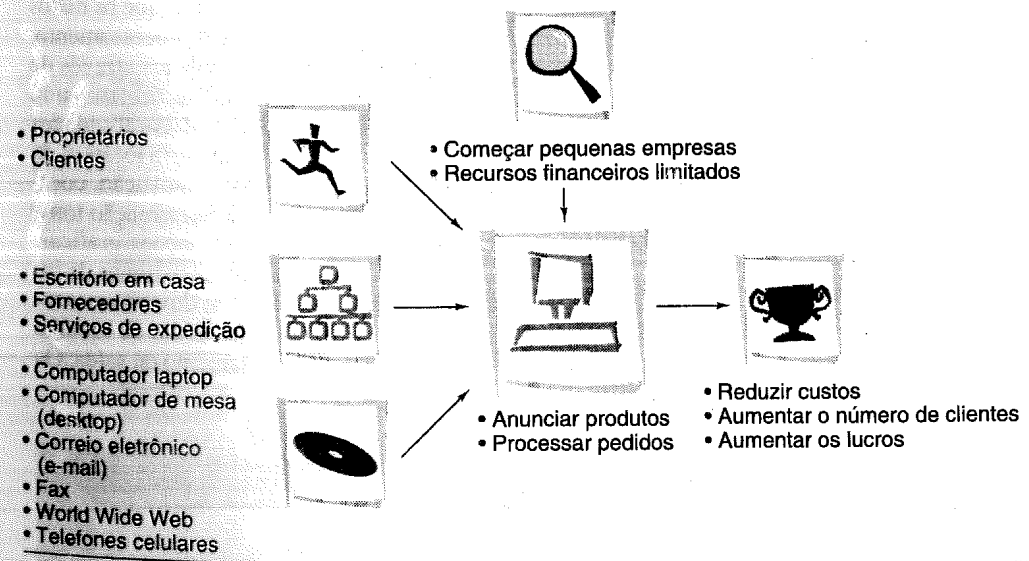 • Começar pequenas empresas
• Recursos financeiros limitados
• Proprietários
• Clientes
• Escritório em casa
• Fornecedores
• Serviços de expedição
• Computador laptop
• Computador de mesa
(desktop)
• Correio eletrônico
(e-mail)
• Fax
• World Wide Web
• Telefones celulares
• Anunciar produtos
• Processar pedidos
• Reduzir custos
• Aumentar o número de clientes
• Aumentar os lucros